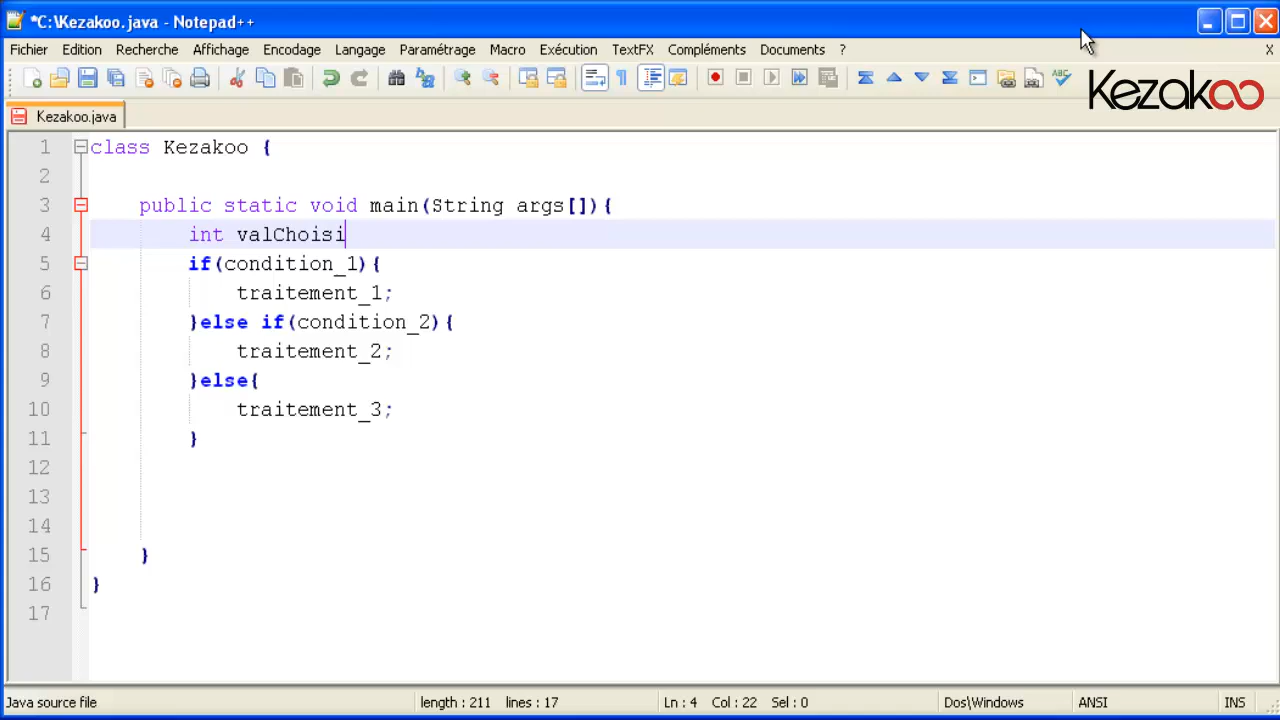 *C:\Kezakoo.java - Notepad++
Fichier Edition Recherche Affichage Encodage Langage Paramétrage Macro Exécution TextFX Compléments Documents ? X
ABC
Kezakoo
Kezakoo.java
1 class Kezakoo {
2
3 public static void main(String args[]){
4 int valChoisi
5 if(condition_1){
6 traitement_1;
7 }else if(condition_2){
8 traitement_2;
9 }else{
10 traitement_3;
11 }
12
13
14
15 }
16 }
17
Java source file length : 211 lines : 17 Ln : 4 Col : 22 Sel : 0 Dos\Windows ANSI INS